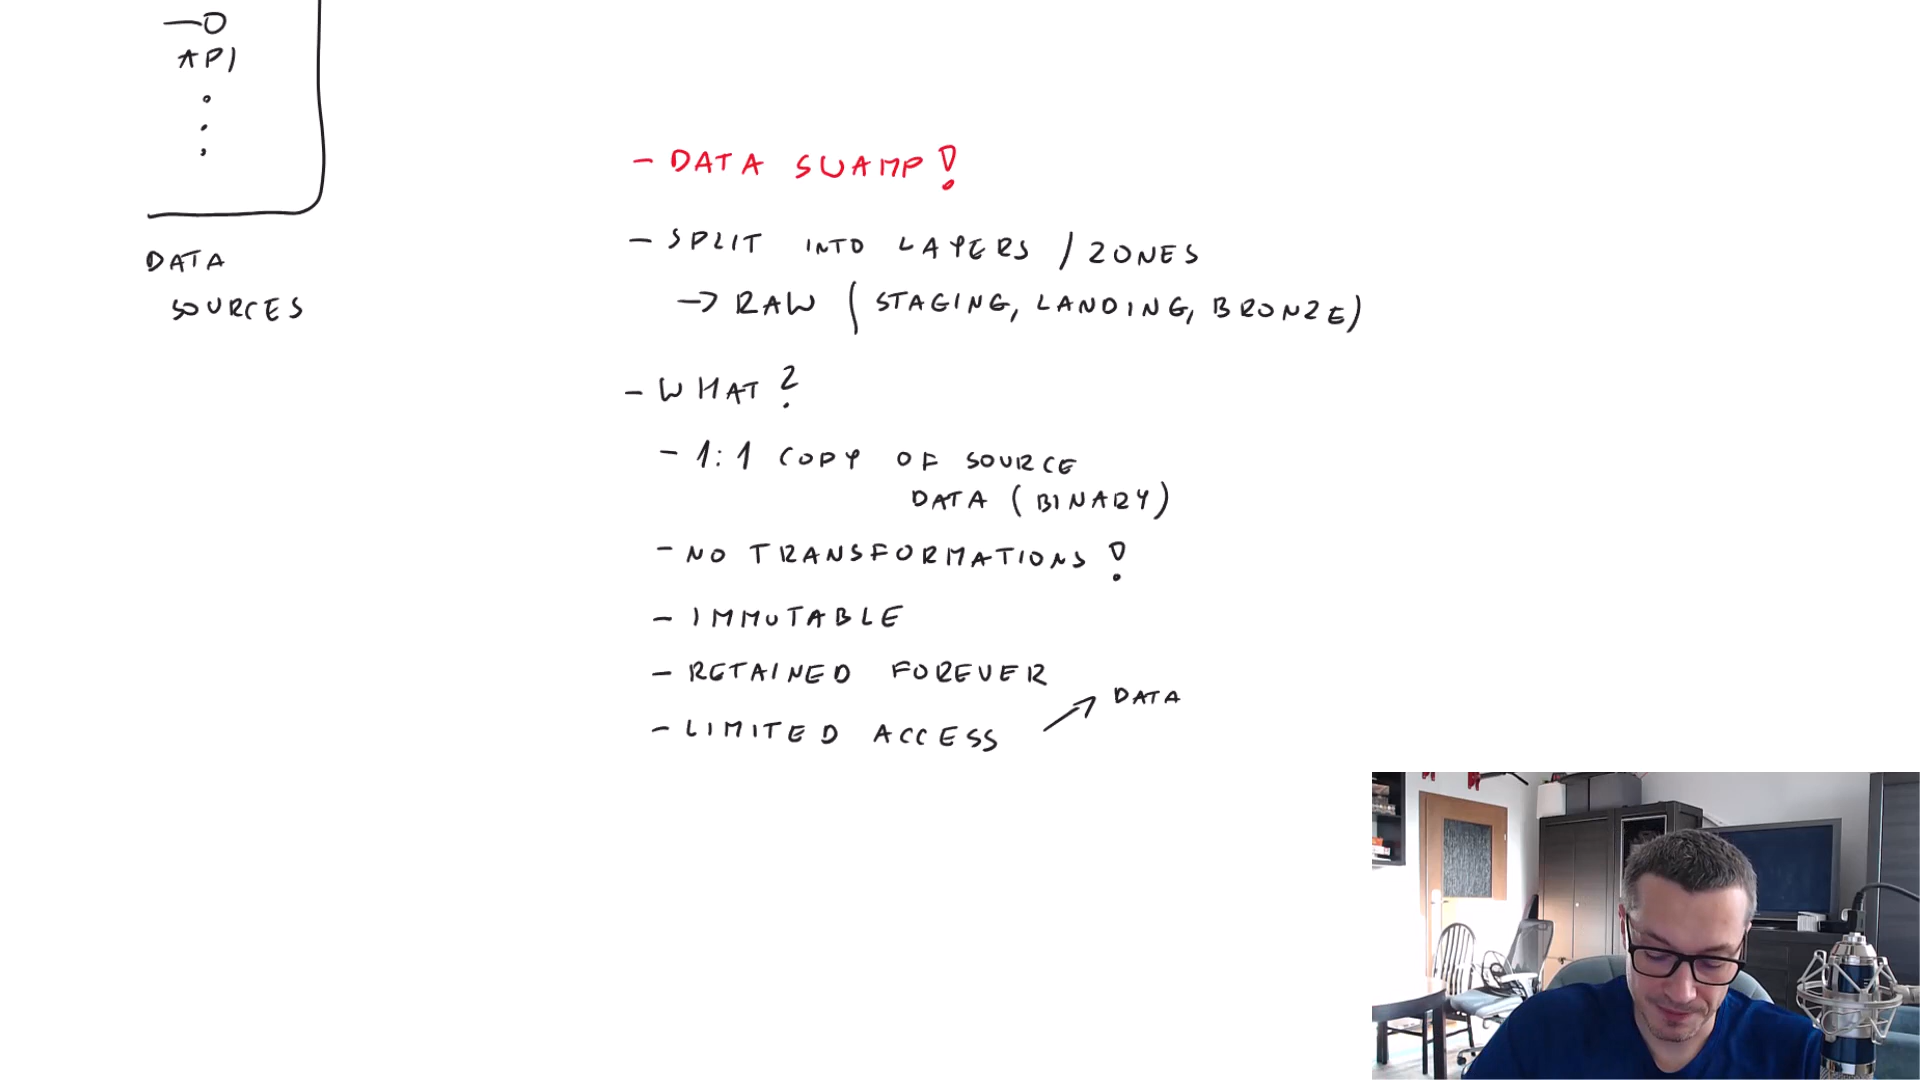 API
DATA
SOURCES
- DATA SWAMP!
- SPLIT INTO LAYERS / ZONES
→ RAW (STAGING, LANDING, BRONZE)
- WHAT?
- 1:1 COPY OF SOURCE
DATA (BINARY)
- NO TRANSFORMATIONS!
- IMMUTABLE
- RETAINED FOREVER
- LIMITED ACCESS → DATA